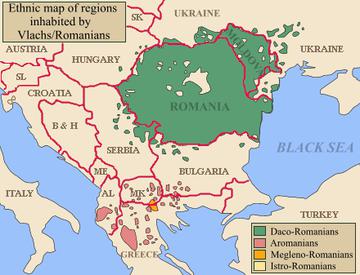 Ethnic map of regions
inhabited by
Vlachs/Romanians
SK
UKRAINE
AUSTRIA
HUNGARY
MOLDOVA
UKRAINE
SL
CROATIA
ROMANIA
B & H
SERBIA
BLACK SEA
ME
BULGARIA
ITALY
AL
MK
TURKEY
GREECE
Daco-Romanians
Aromanians
Megleno-Romanians
Istro-Romanians